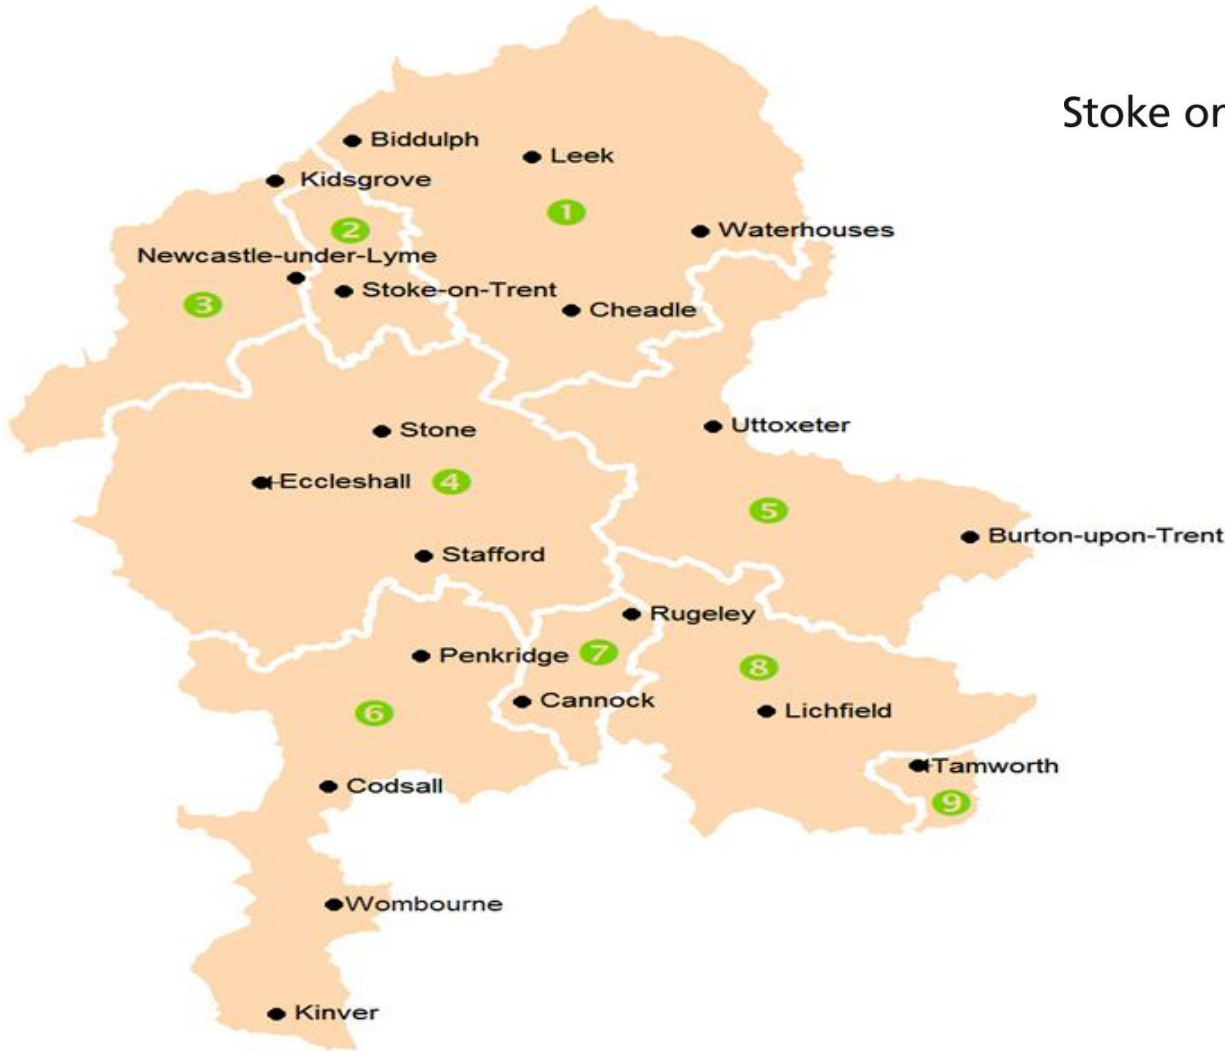 Stoke or
Biddulph
Leek
Kidsgrove
1
2
Waterhouses
Newcastle-under-Lyme
Stoke-on-Trent
3
Cheadle
Uttoxeter
Stone
Eccleshall
4
5
Burton-upon-Trent
Stafford
Rugeley
Penkridge
7
8
Cannock
Lichfield
6
Tamworth
Codsall
9
Wombourne
Kinver